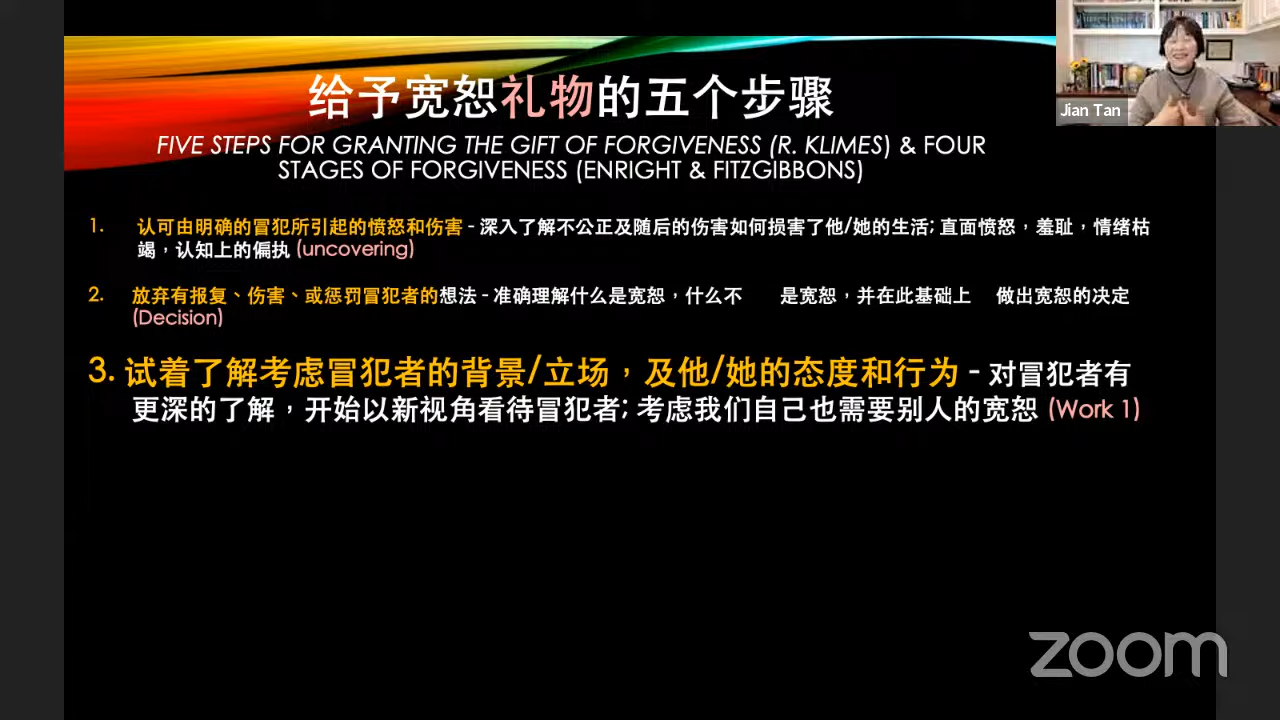 给予宽恕礼物的五个步骤
FIVE STEPS FOR GRANTING THE GIFT OF FORGIVENESS (R. KLIMES) & FOUR
STAGES OF FORGIVENESS (ENRIGHT & FITZGIBBONS)
1. 认可由明确的冒犯所引起的愤怒和伤害 - 深入了解不公正及随后的伤害如何损害了他/她的生活; 直面愤怒，羞耻，情绪枯
竭，认知上的偏执 (uncovering)
2. 放弃有报复、伤害、或惩罚冒犯者的想法 - 准确理解什么是宽恕，什么不 是宽恕，并在此基础上 做出宽恕的决定
(Decision)
3. 试着了解考虑冒犯者的背景/立场，及他/她的态度和行为 - 对冒犯者有
更深的了解，开始以新视角看待冒犯者; 考虑我们自己也需要别人的宽恕 (Work 1)
Jian Tan
zoom